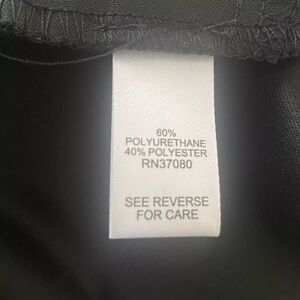 60%
POLYURETHANE
40% POLYESTER
RN37080
SEE REVERSE
FOR CARE